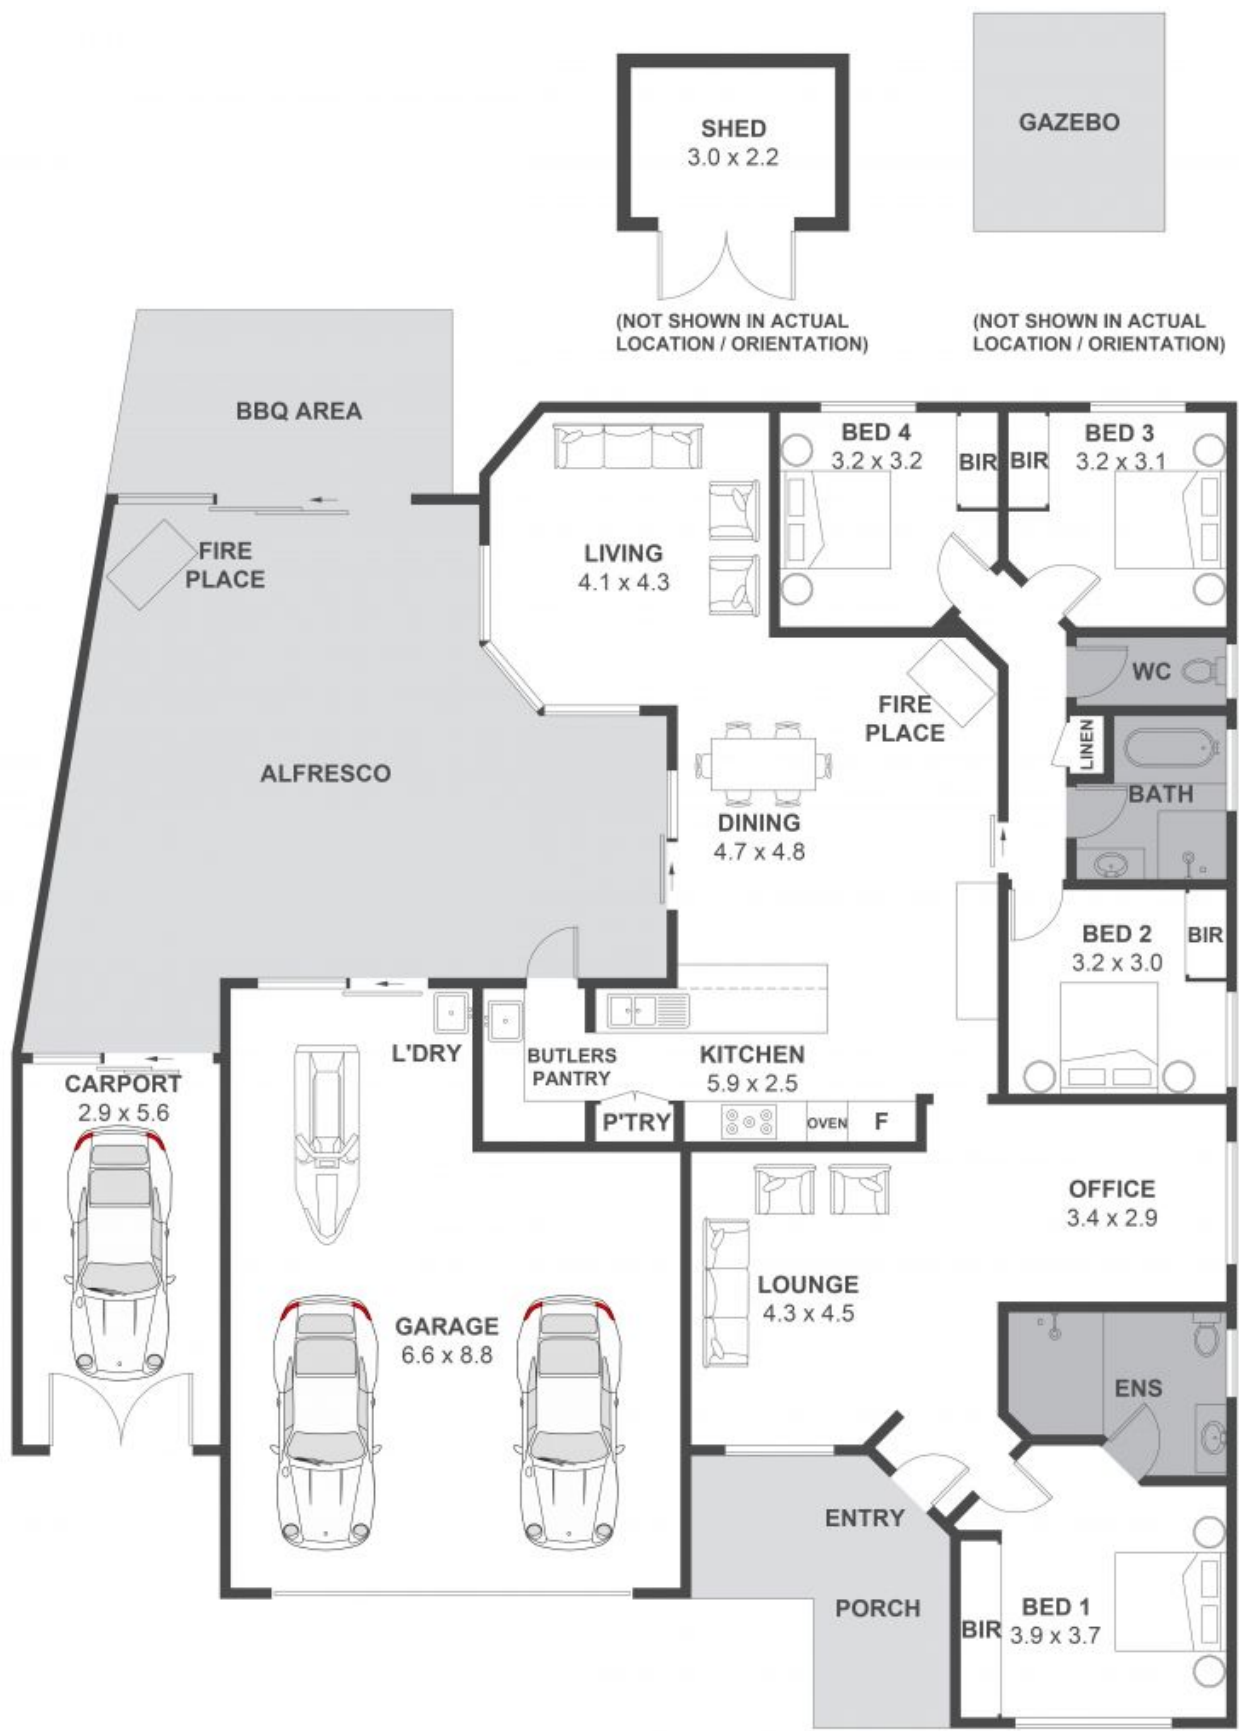 SHED
3.0 x 2.2
GAZEBO
(NOT SHOWN IN ACTUAL
LOCATION / ORIENTATION)
(NOT SHOWN IN ACTUAL
LOCATION / ORIENTATION)
BBQ AREA
BED 4
3.2 x 3.2
BIR
BIR
BED 3
3.2 x 3.1
FIRE
PLACE
LIVING
4.1 x 4.3
WC
FIRE
PLACE
LINEN
ALFRESCO
BATH
DINING
4.7 x 4.8
BED 2
3.2 x 3.0
BIR
L'DRY
BUTLERS
PANTRY
KITCHEN
5.9 x 2.5
CARPORT
2.9 x 5.6
P'TRY
OVEN
F
OFFICE
3.4 x 2.9
LOUNGE
4.3 x 4.5
GARAGE
6.6 x 8.8
ENS
ENTRY
PORCH
BIR
BED 1
3.9 x 3.7